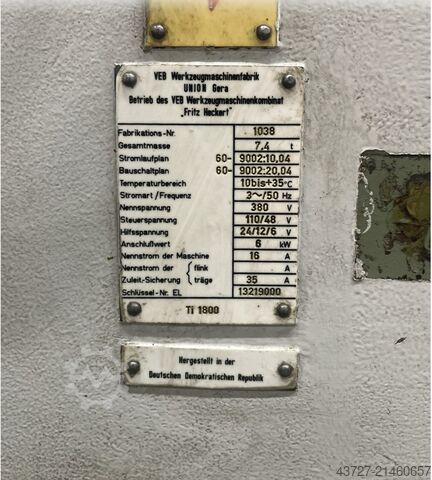 VEB Werkzeugmaschinenfabrik
UNION Gera
Betrieb des VEB Werkzeugmaschinenkombinat
„Fritz Heckert"
Fabrikations-Nr. 1038
Gesamtmasse 7,4 t
Stromlaufplan 60- 9002:10,04
Bauschaltplan 60- 9002:20,04
Temperaturbereich 10bis+35 °C
Stromart / Frequenz 3~/50 Hz
Nennspannung 380 V
Steuerspannung 110/48 V
Hilfsspannung 24/12/6 V
Anschlußwert 6 kW
Nennstrom der Maschine 16 A
Nennstrom der { flink A
Zuleit-Sicherung { träge 35 A
Schlüssel-Nr. EL 13219000
Ti 1800
Hergestellt in der
Deutschen Demokratischen Republik
43727-21460657